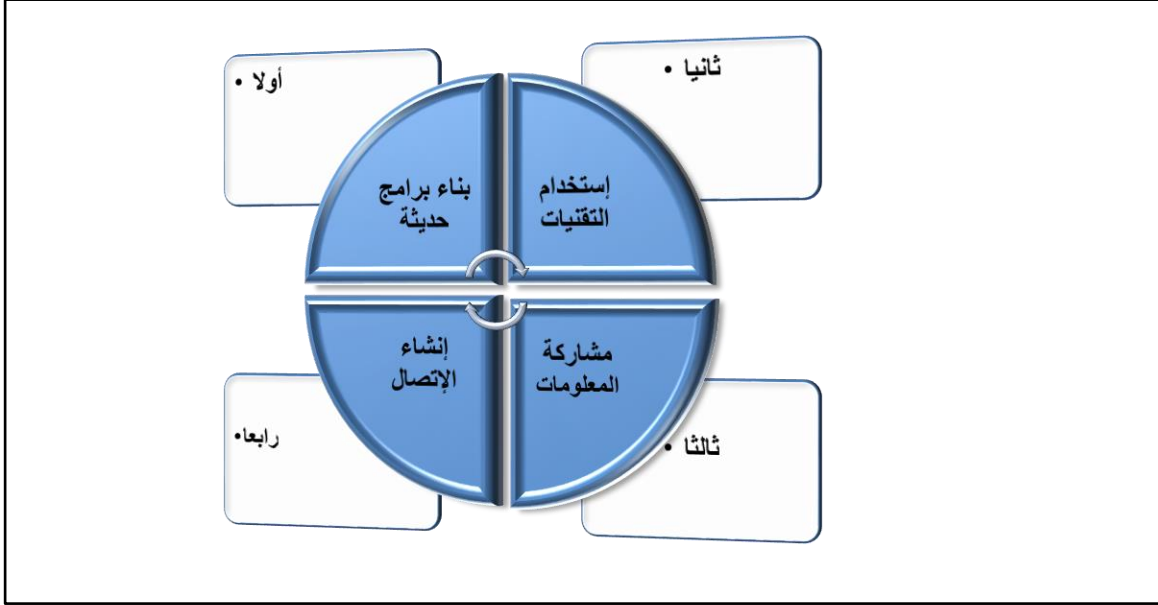 أولا •
بناء برامج
حديثة
ثانيا •
إستخدام
التقنيات
ثالثا •
مشاركة
المعلومات
رابعا•
إنشاء
الإتصال